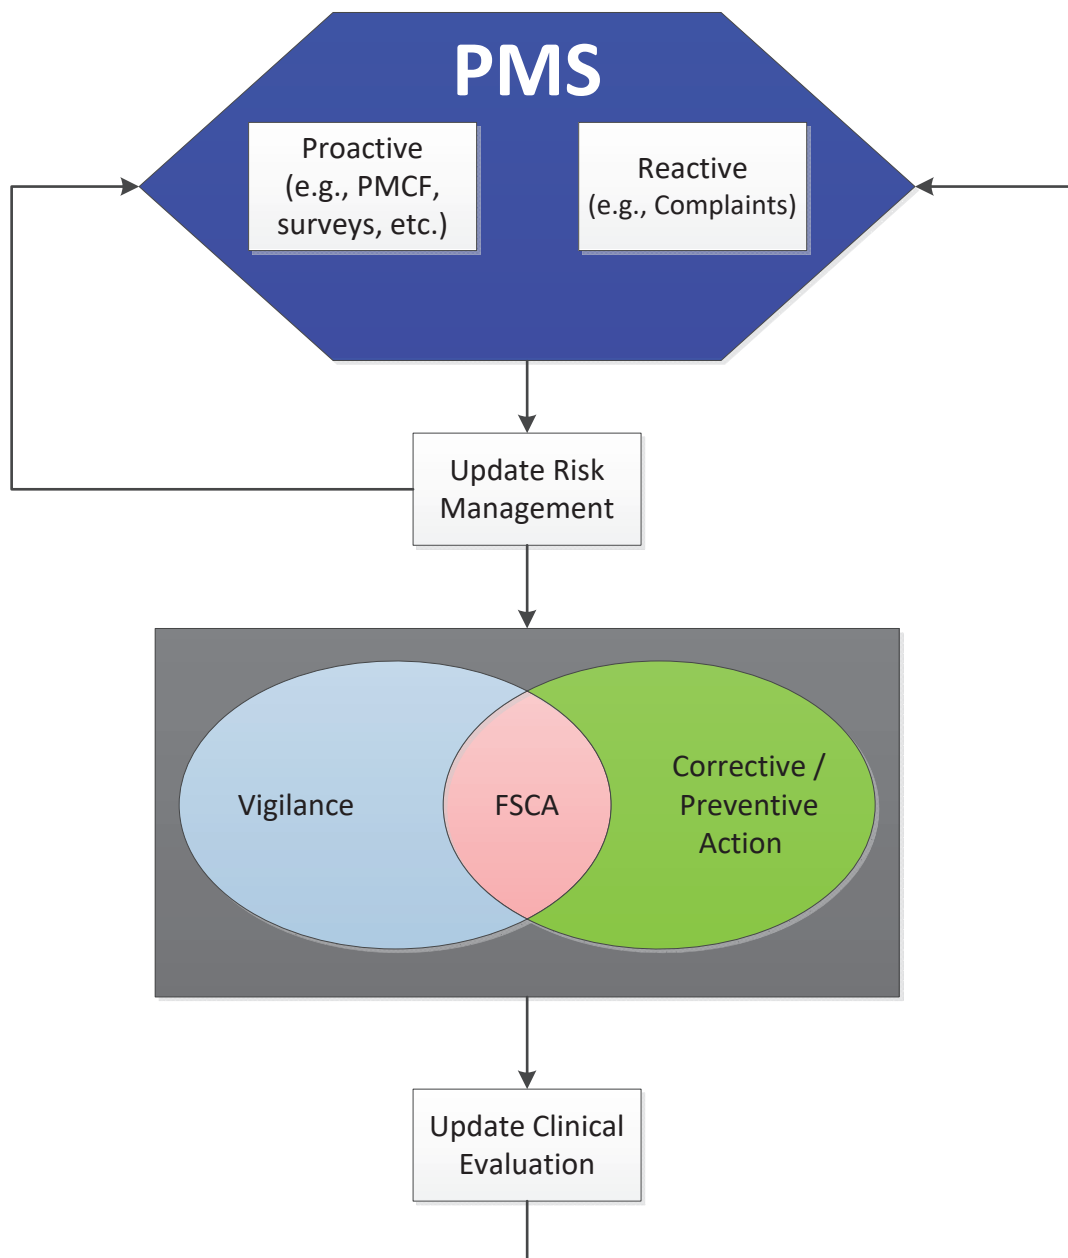 PMS
Proactive
(e.g., PMCF,
surveys, etc.)
Reactive
(e.g., Complaints)
Update Risk
Management
Vigilance
FSCA
Corrective /
Preventive
Action
Update Clinical
Evaluation